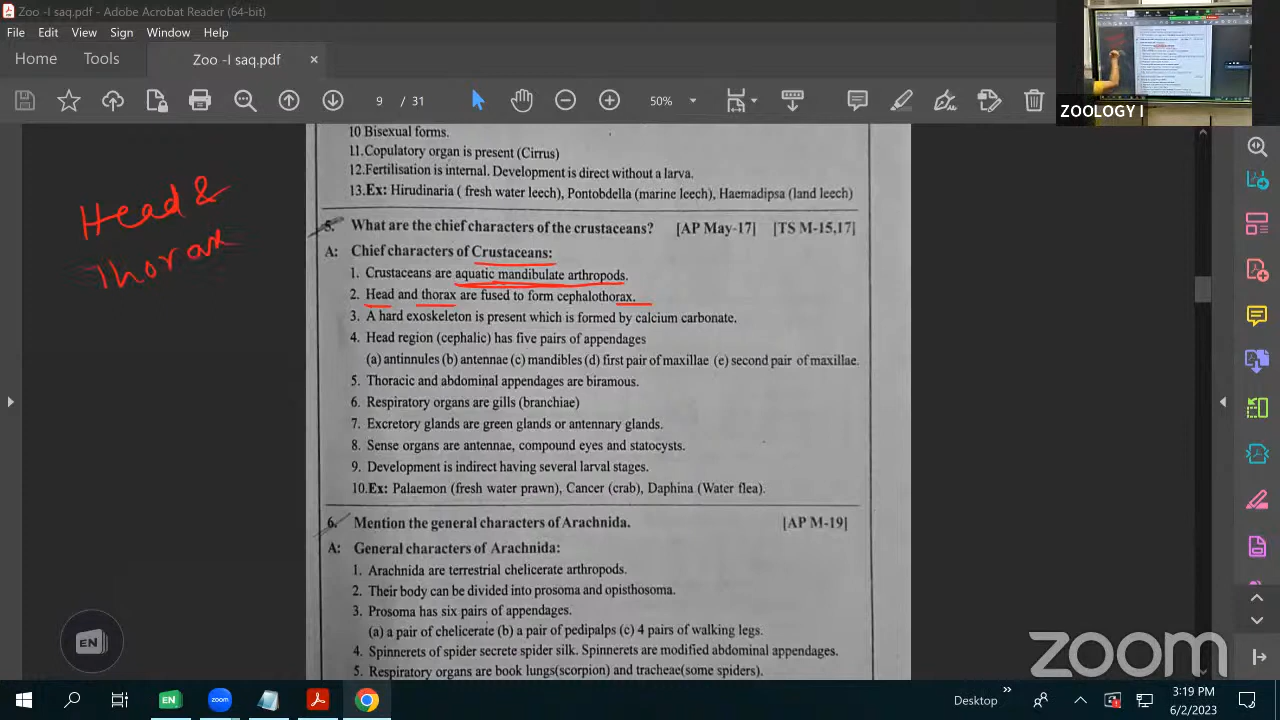 Zoo -I saq.pdf - Adobe Acrobat Reader (64-bit)
File Edit View Sign Window Help
Home Tools Zoo -I saq.pdf ×
ZOOLOGY I
10 Bisexual forms.
11.Copulatory organ is present (Cirrus)
12.Fertilisation is internal. Development is direct without a larva.
13.Ex: Hirudinaria ( fresh water leech), Pontobdella (marine leech), Haemadipsa (land leech)
Head &
Thorax
5. What are the chief characters of the crustaceans? [AP May-17] [TS M-15,17]
A: Chief characters of Crustaceans:
1. Crustaceans are aquatic mandibulate arthropods.
2. Head and thorax are fused to form cephalothorax.
3. A hard exoskeleton is present which is formed by calcium carbonate.
4. Head region (cephalic) has five pairs of appendages
(a) antinnules (b) antennae (c) mandibles (d) first pair of maxillae (e) second pair of maxillae.
5. Thoracic and abdominal appendages are biramous.
6. Respiratory organs are gills (branchiae)
7. Excretory glands are green glands or antennary glands.
8. Sense organs are antennae, compound eyes and statocysts.
9. Development is indirect having several larval stages.
10.Ex: Palaemon (fresh water prawn), Cancer (crab), Daphina (Water flea).
6. Mention the general characters of Arachnida. [AP M-19]
A: General characters of Arachnida:
1. Arachnida are terrestrial chelicerate arthropods.
2. Their body can be divided into prosoma and opisthosoma.
3. Prosoma has six pairs of appendages.
(a) a pair of chelicerate (b) a pair of pedipalps (c) 4 pairs of walking legs.
4. Spinnerets of spider secrete spider silk. Spinnerets are modified abdominal appendages.
5. Respiratory organs are book lungs(scorpion) and tracheae(some spiders).
EN
zoom
EN zoom Desktop 3:19 PM
6/2/2023